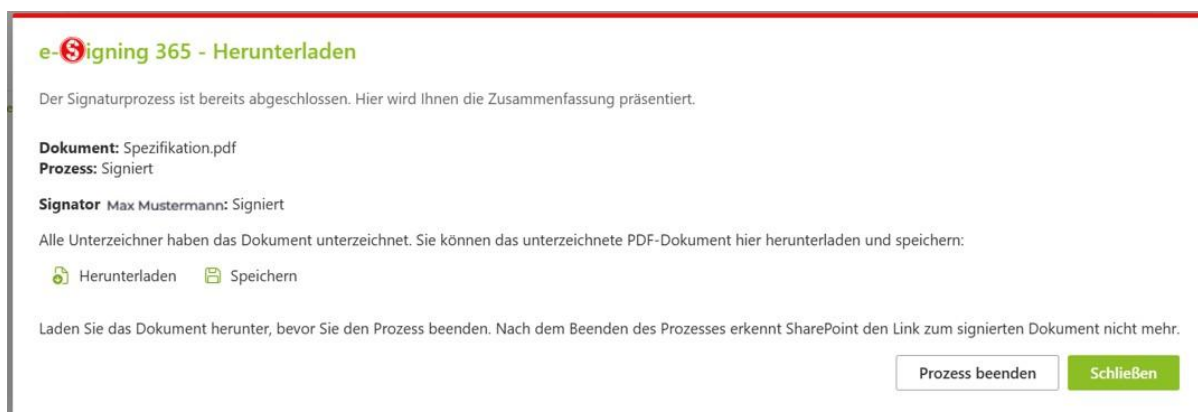 e-Signing 365 - Herunterladen
Der Signaturprozess ist bereits abgeschlossen. Hier wird Ihnen die Zusammenfassung präsentiert.
Dokument: Spezifikation.pdf
Prozess: Signiert
Signator Max Mustermann: Signiert
Alle Unterzeichner haben das Dokument unterzeichnet. Sie können das unterzeichnete PDF-Dokument hier herunterladen und speichern:
Herunterladen Speichern
Laden Sie das Dokument herunter, bevor Sie den Prozess beenden. Nach dem Beenden des Prozesses erkennt SharePoint den Link zum signierten Dokument nicht mehr.
Prozess beenden Schließen